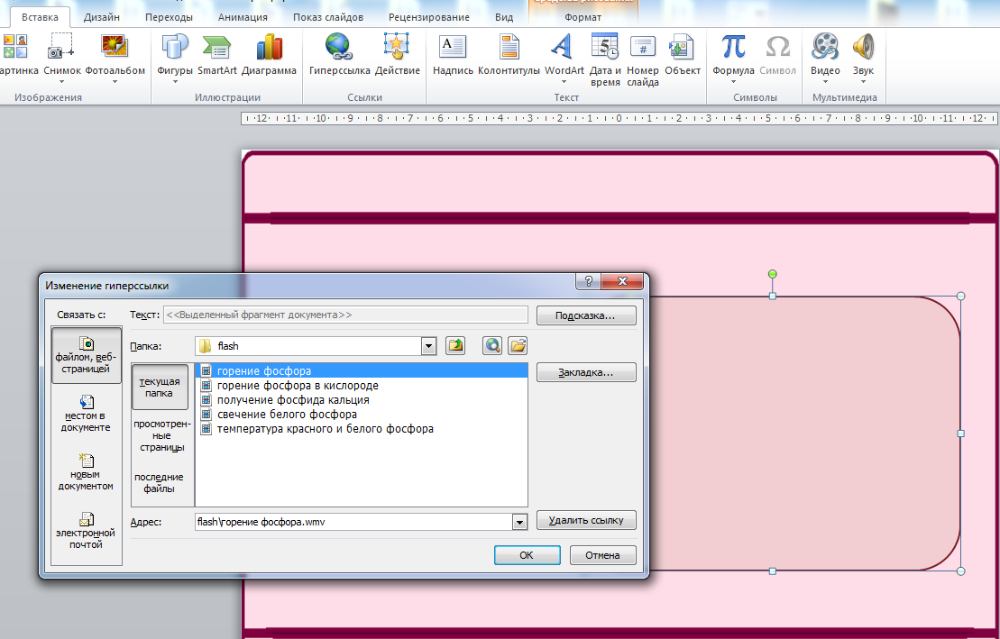 Вставка Дизайн Переходы Анимация Показ слайдов Рецензирование Вид Формат
артинка Снимок Фотоальбом Фигуры SmartArt Диаграмма Гиперссылка Действие Надпись Колонтитулы WordArt Дата и время Номер слайда Объект Формула Символ Видео Звук
Изображения Иллюстрации Ссылки Текст Символы Мультимедиа
12 11 10 9 8 7 6 5 4 3 2 1 0 1 2 3 4 5 6 7 8 9 10 11 12
Изменение гиперссылки
Связать с: Текст: <<Выделенный фрагмент документа>> Подсказка...
файлом, веб-
страницей
местом в
документе
новым
документом
электронной
почтой
Папка: flash
текущая
папка
просмотрен-
ные
страницы
последние
файлы
горение фосфора
горение фосфора в кислороде
получение фосфида кальция
свечение белого фосфора
температура красного и белого фосфора
Закладка...
Адрес: flash\горение фосфора.wmv Удалить ссылку
ОК Отмена